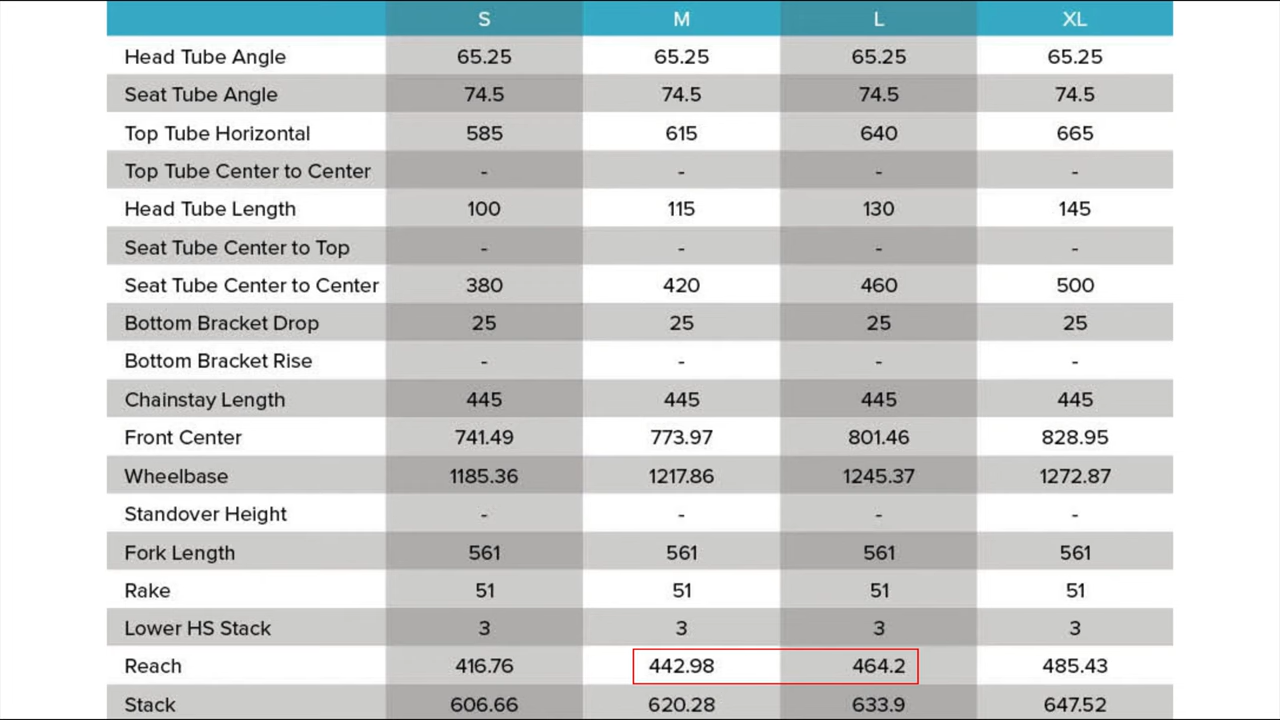 S M L XL
Head Tube Angle 65.25 65.25 65.25 65.25
Seat Tube Angle 74.5 74.5 74.5 74.5
Top Tube Horizontal 585 615 640 665
Top Tube Center to Center - - - -
Head Tube Length 100 115 130 145
Seat Tube Center to Top - - - -
Seat Tube Center to Center 380 420 460 500
Bottom Bracket Drop 25 25 25 25
Bottom Bracket Rise - - - -
Chainstay Length 445 445 445 445
Front Center 741.49 773.97 801.46 828.95
Wheelbase 1185.36 1217.86 1245.37 1272.87
Standover Height - - - -
Fork Length 561 561 561 561
Rake 51 51 51 51
Lower HS Stack 3 3 3 3
Reach 416.76 442.98 464.2 485.43
Stack 606.66 620.28 633.9 647.52